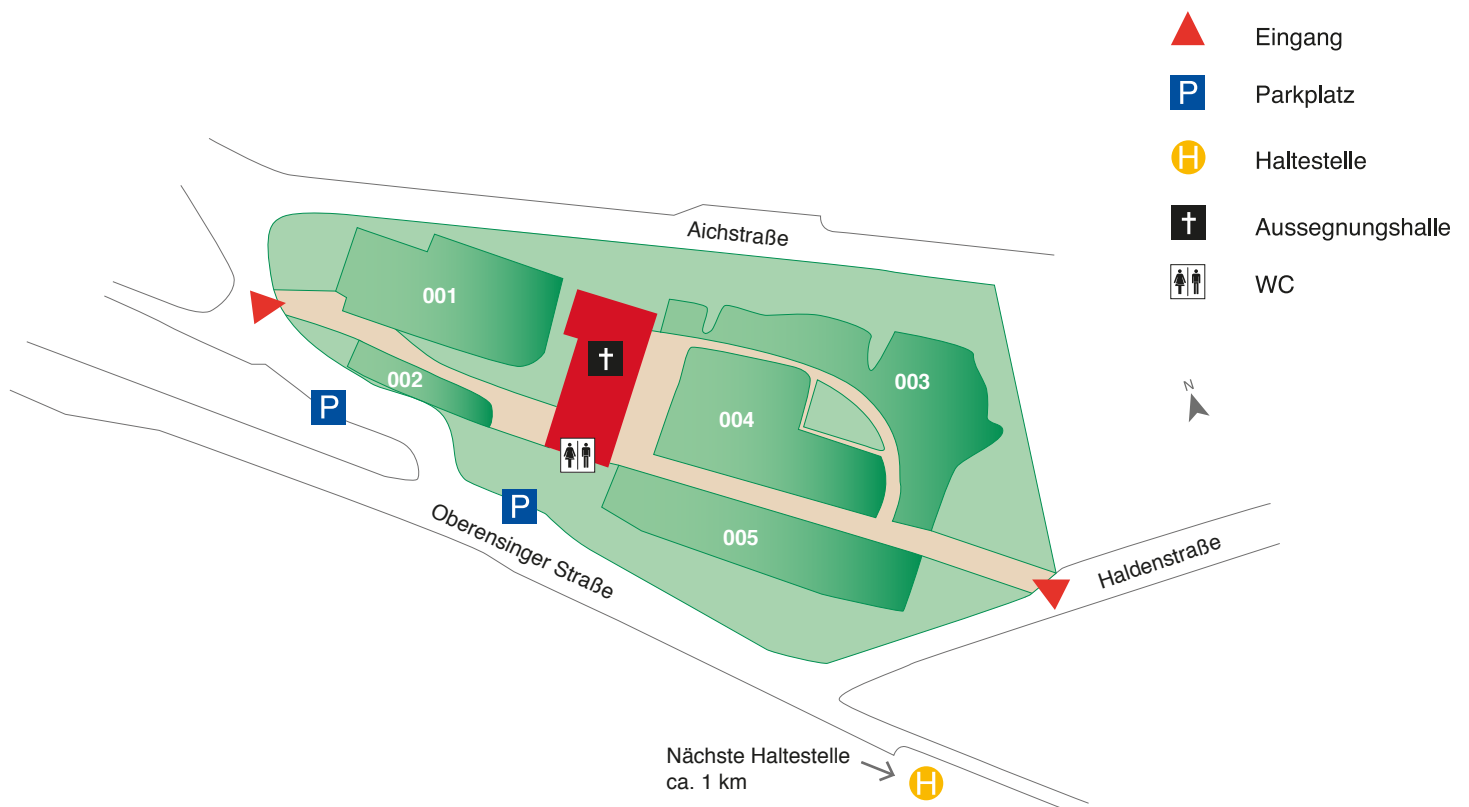 Eingang
P
Parkplatz
H
Haltestelle
Aussegnungshalle
WC
Aichstraße
001
002
003
004
005
N
P
P
Oberensinger Straße
Haldenstraße
Nächste Haltestelle
ca. 1 km
H